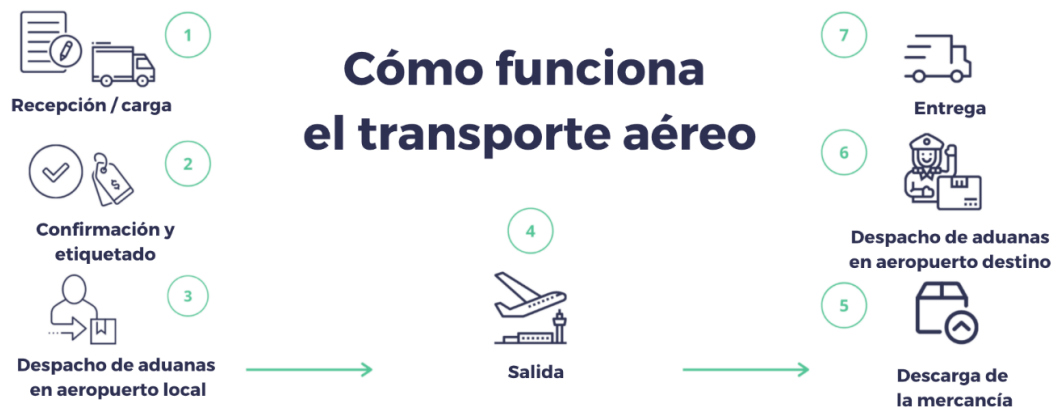 Cómo funciona
el transporte aéreo
1
Recepción / carga
2
Confirmación y
etiquetado
$
3
Despacho de aduanas
en aeropuerto local
4
Salida
5
Descarga de
la mercancía
6
Despacho de aduanas
en aeropuerto destino
7
Entrega